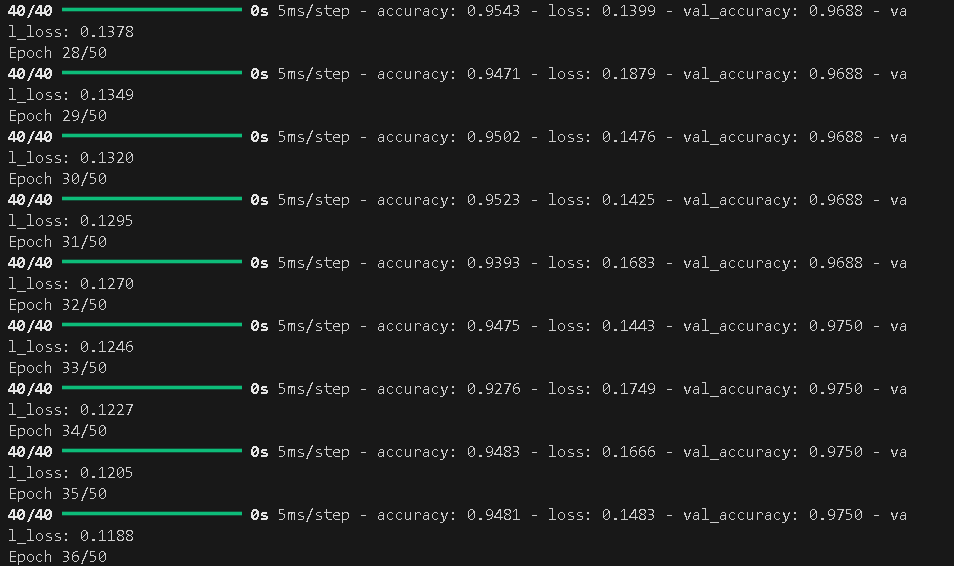 40/40 0s 5ms/step - accuracy: 0.9543 - loss: 0.1399 - val_accuracy: 0.9688 - va
l_loss: 0.1378
Epoch 28/50
40/40 0s 5ms/step - accuracy: 0.9471 - loss: 0.1879 - val_accuracy: 0.9688 - va
l_loss: 0.1349
Epoch 29/50
40/40 0s 5ms/step - accuracy: 0.9502 - loss: 0.1476 - val_accuracy: 0.9688 - va
l_loss: 0.1320
Epoch 30/50
40/40 0s 5ms/step - accuracy: 0.9523 - loss: 0.1425 - val_accuracy: 0.9688 - va
l_loss: 0.1295
Epoch 31/50
40/40 0s 5ms/step - accuracy: 0.9393 - loss: 0.1683 - val_accuracy: 0.9688 - va
l_loss: 0.1270
Epoch 32/50
40/40 0s 5ms/step - accuracy: 0.9475 - loss: 0.1443 - val_accuracy: 0.9750 - va
l_loss: 0.1246
Epoch 33/50
40/40 0s 5ms/step - accuracy: 0.9276 - loss: 0.1749 - val_accuracy: 0.9750 - va
l_loss: 0.1227
Epoch 34/50
40/40 0s 5ms/step - accuracy: 0.9483 - loss: 0.1666 - val_accuracy: 0.9750 - va
l_loss: 0.1205
Epoch 35/50
40/40 0s 5ms/step - accuracy: 0.9481 - loss: 0.1483 - val_accuracy: 0.9750 - va
l_loss: 0.1188
Epoch 36/50